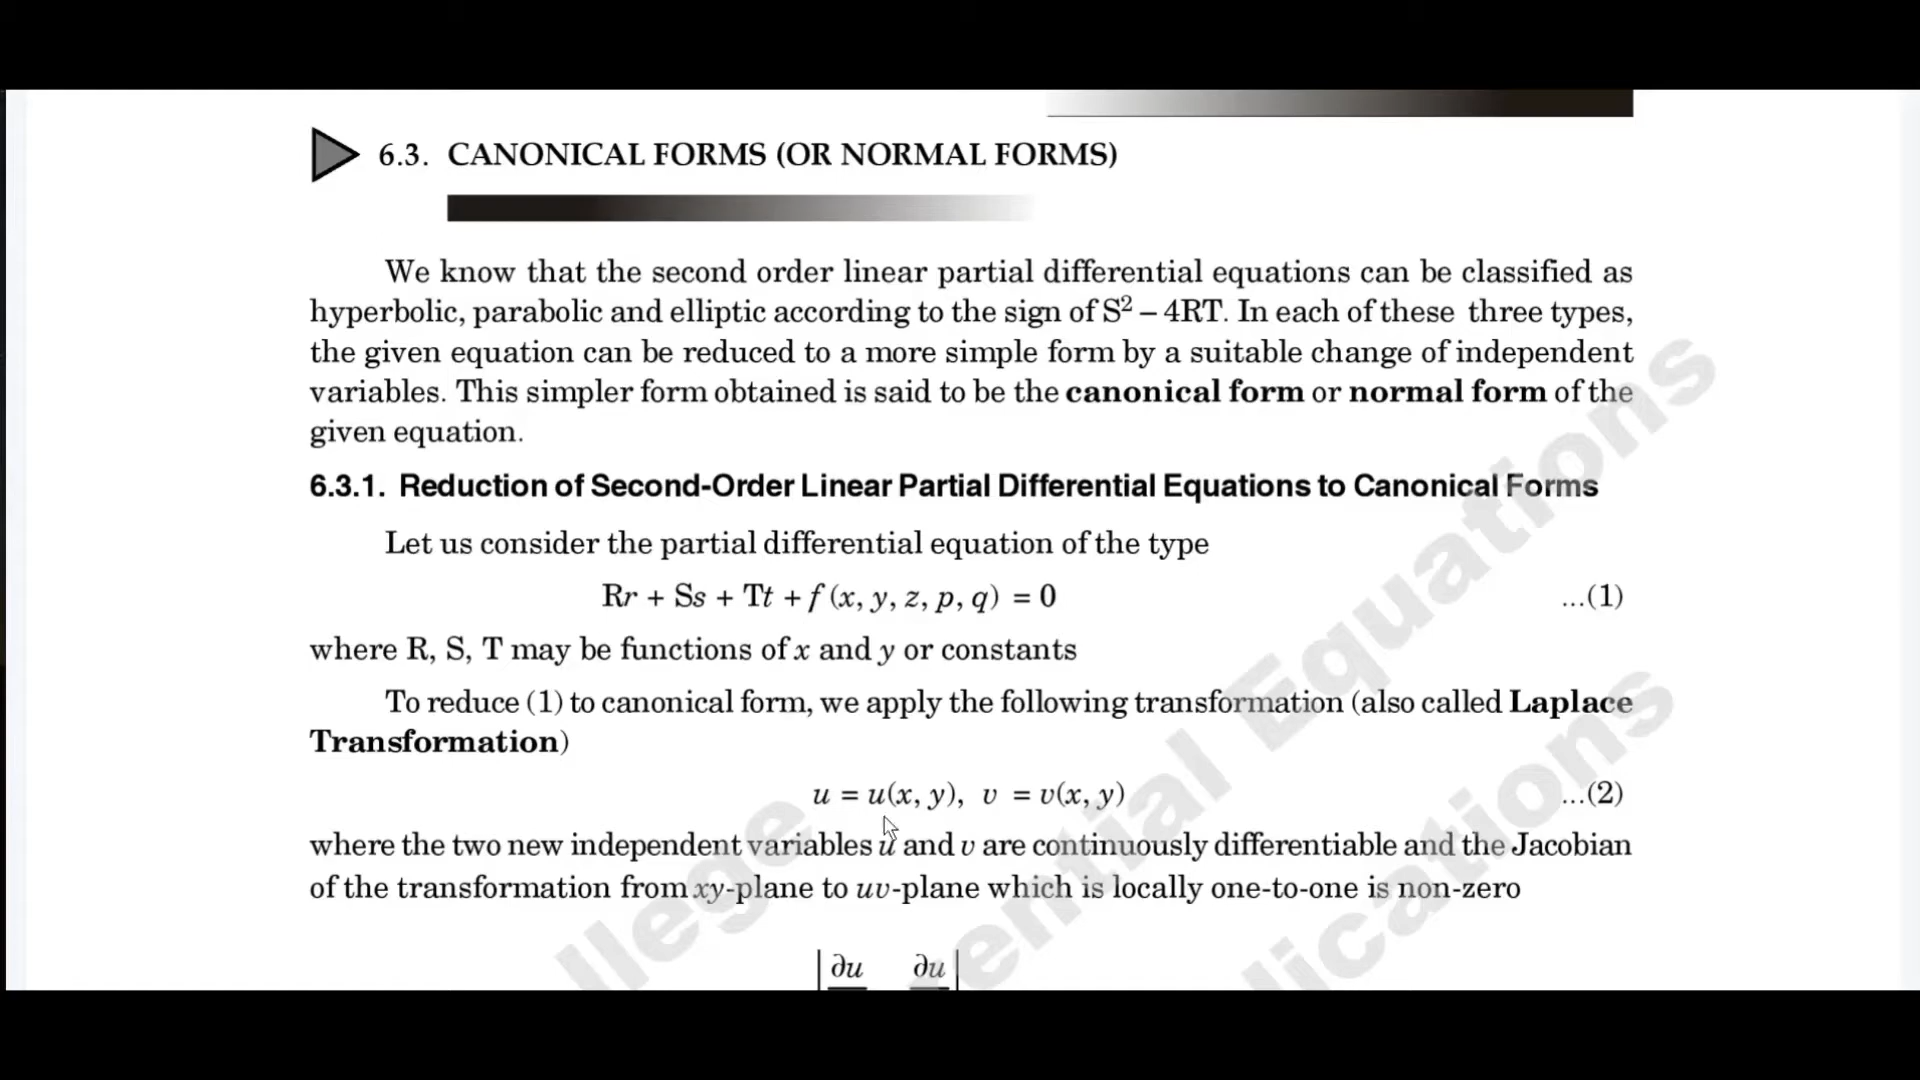 6.3. CANONICAL FORMS (OR NORMAL FORMS)
We know that the second order linear partial differential equations can be classified as
hyperbolic, parabolic and elliptic according to the sign of S² – 4RT. In each of these three types,
the given equation can be reduced to a more simple form by a suitable change of independent
variables. This simpler form obtained is said to be the canonical form or normal form of the
given equation.
6.3.1. Reduction of Second-Order Linear Partial Differential Equations to Canonical Forms
Let us consider the partial differential equation of the type
Rr + Ss + Tt + f (x, y, z, p, q) = 0 ...(1)
where R, S, T may be functions of x and y or constants
To reduce (1) to canonical form, we apply the following transformation (also called Laplace
Transformation)
u = u(x, y), v = v(x, y) ...(2)
where the two new independent variables u and v are continuously differentiable and the Jacobian
of the transformation from xy-plane to uv-plane which is locally one-to-one is non-zero
∂u ∂u